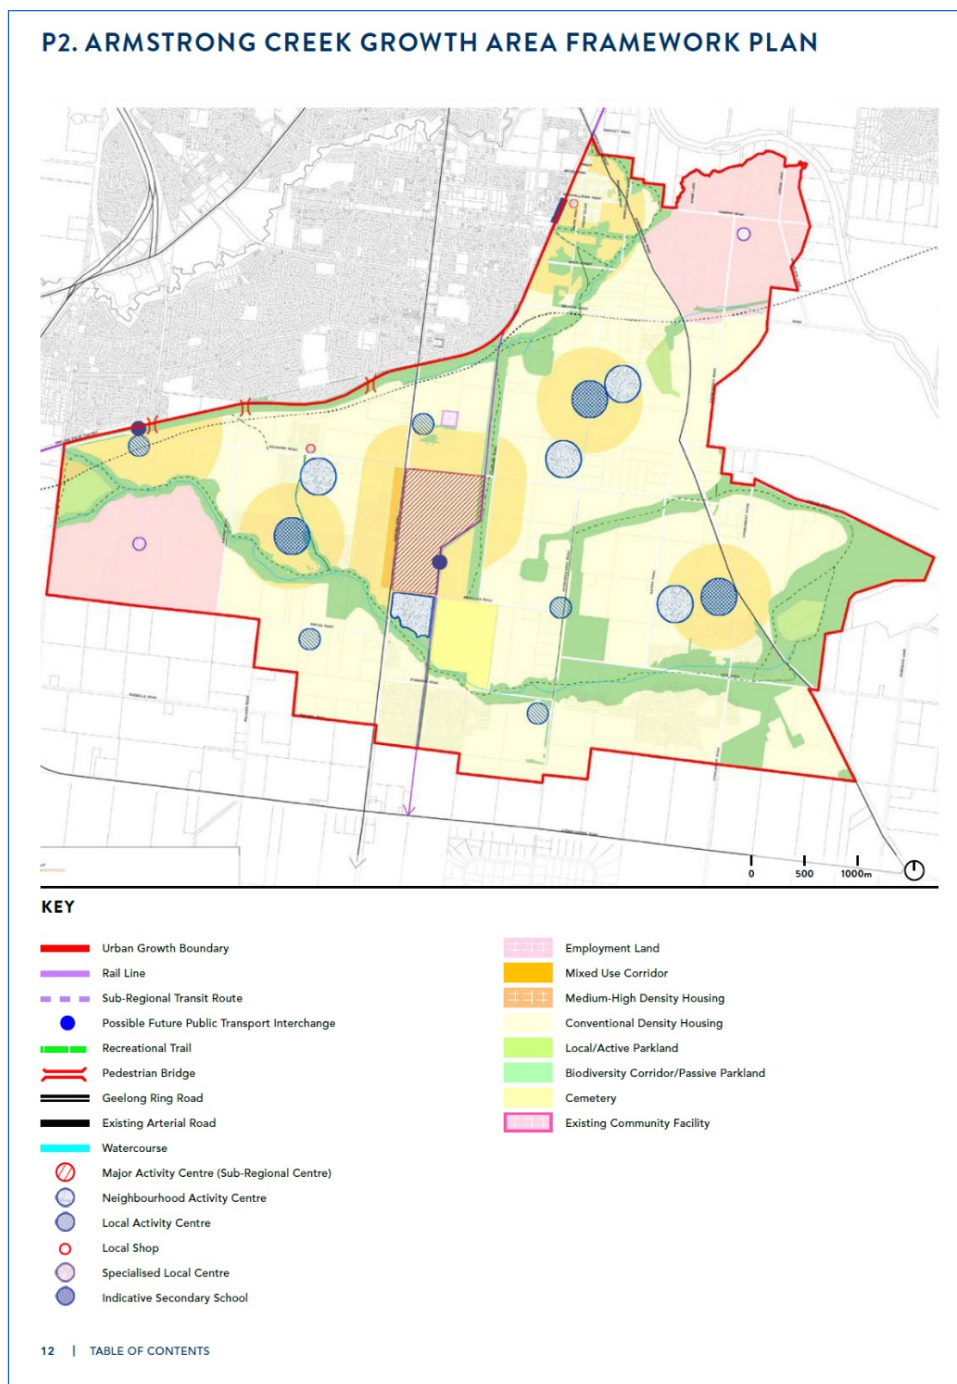 P2. ARMSTRONG CREEK GROWTH AREA FRAMEWORK PLAN
0 500 1000m
KEY
Urban Growth Boundary
Rail Line
Sub-Regional Transit Route
Possible Future Public Transport Interchange
Recreational Trail
Pedestrian Bridge
Geelong Ring Road
Existing Arterial Road
Watercourse
Major Activity Centre (Sub-Regional Centre)
Neighbourhood Activity Centre
Local Activity Centre
Local Shop
Specialised Local Centre
Indicative Secondary School
Employment Land
Mixed Use Corridor
Medium-High Density Housing
Conventional Density Housing
Local/Active Parkland
Biodiversity Corridor/Passive Parkland
Cemetery
Existing Community Facility
12 | TABLE OF CONTENTS